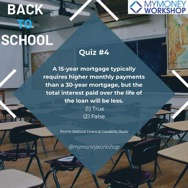 BACK
TO
SCHOOL
MYMONEY
WORKSHOP
Quiz #4
A 15-year mortgage typically
requires higher monthly payments
than a 30-year mortgage, but the
total interest paid over the life of
the loan will be less.
(1) True
(2) False
Source: National Financial Capability Study
@mymoneyworkshop